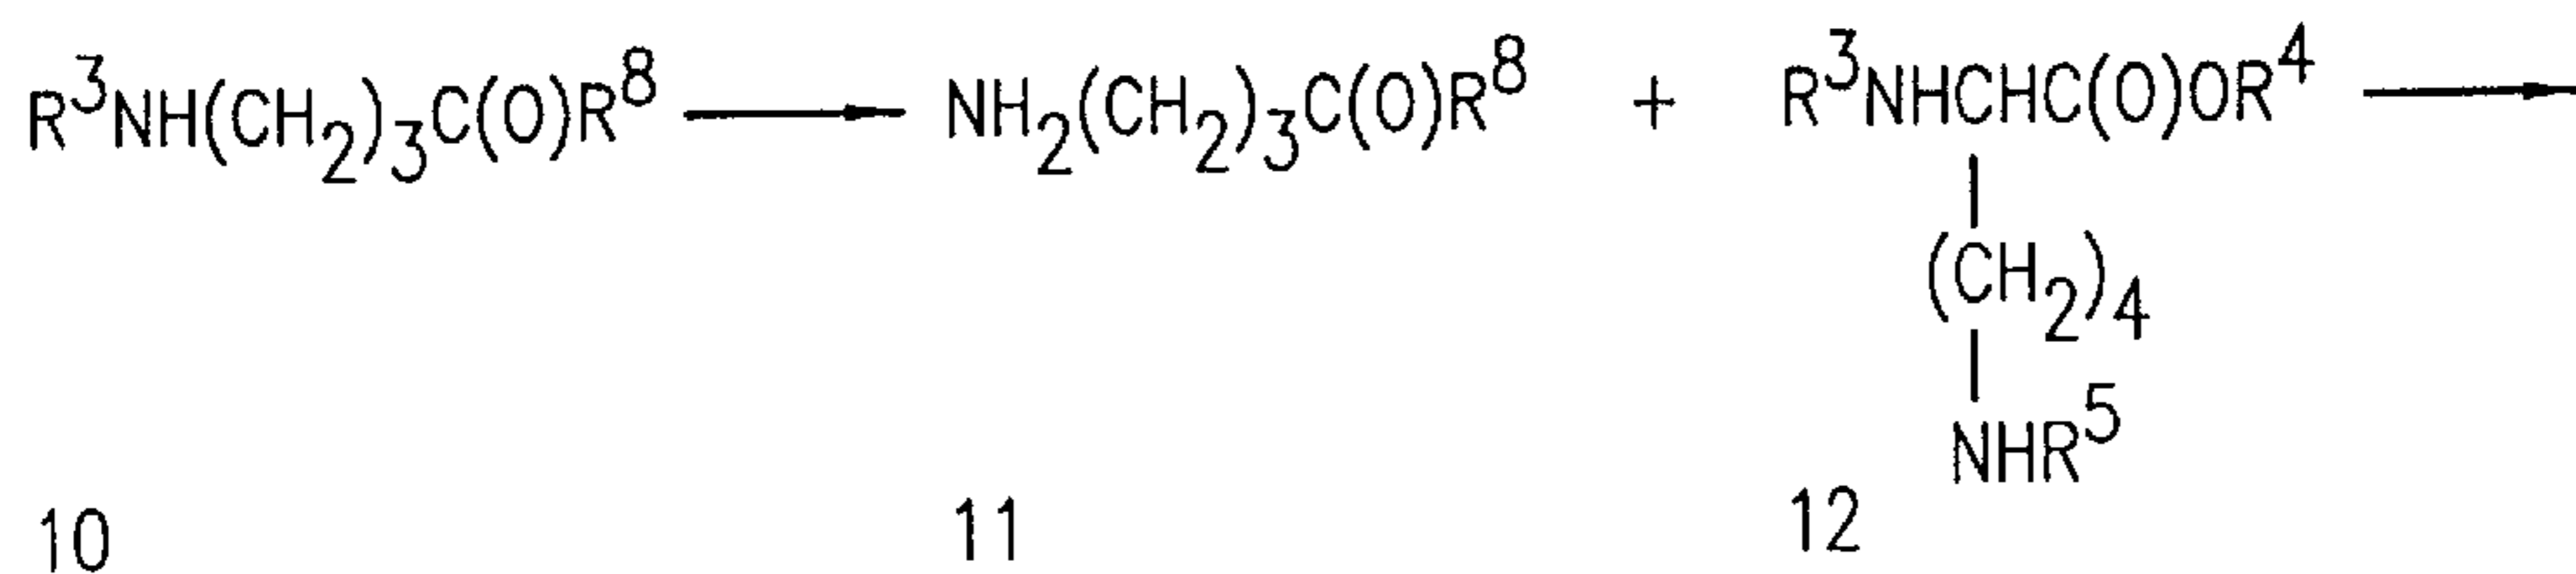 R³NH(CH₂)₃C(O)R⁸ ⟶ NH₂(CH₂)₃C(O)R⁸ + R³NHCHC(O)OR⁴ ⟶
(CH₂)₄
NHR⁵
10 11 12